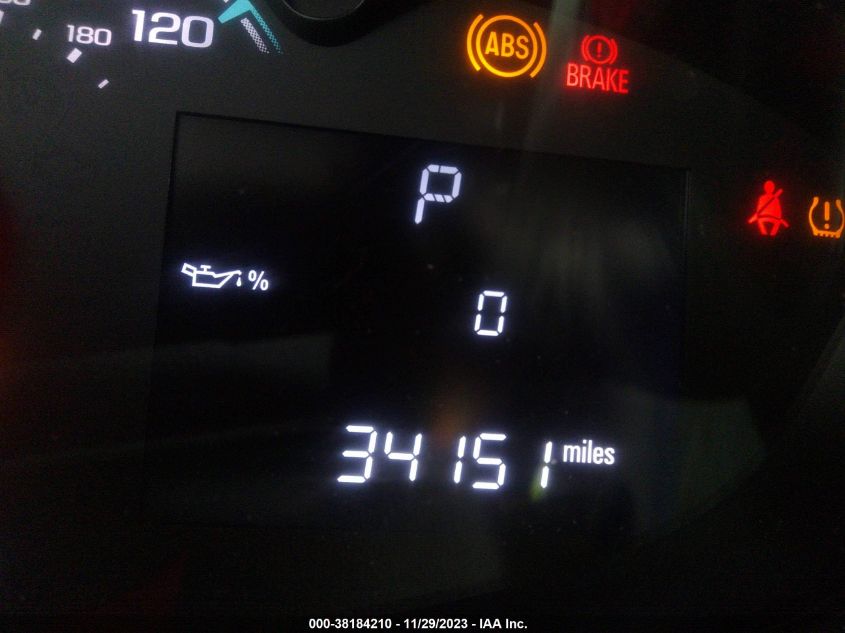 180 120
ABS
BRAKE
P
%
0
34151 miles
000-38184210 - 11/29/2023 - IAA Inc.